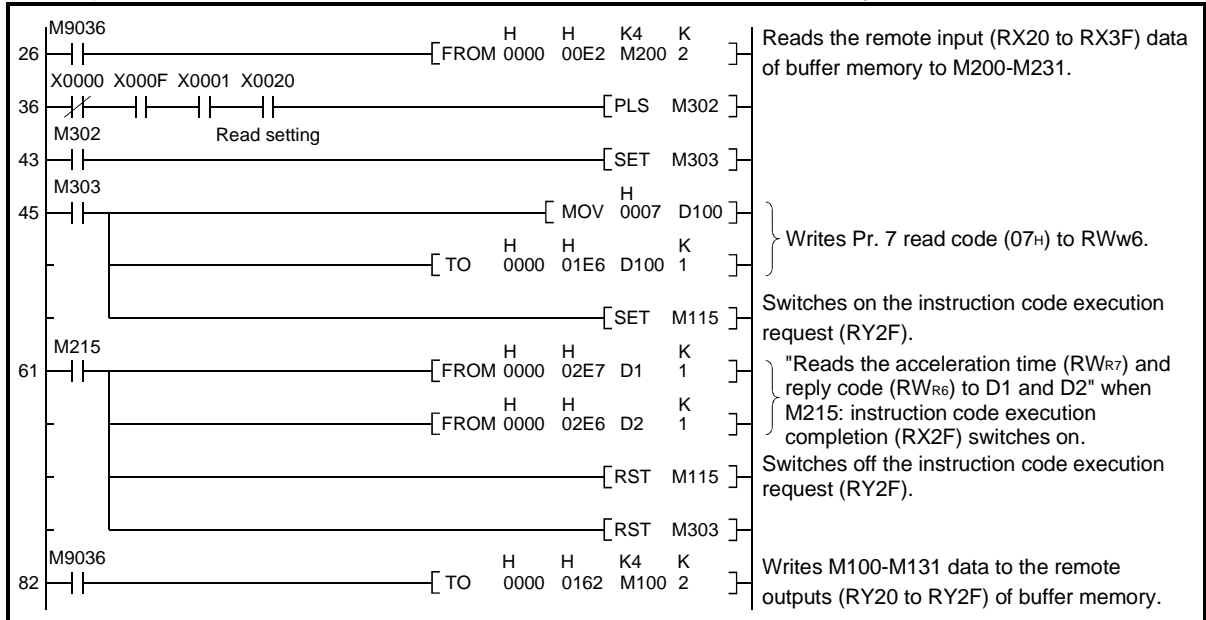 M9036
H H K4 K
26 FROM 0000 00E2 M200 2
Reads the remote input (RX20 to RX3F) data
of buffer memory to M200-M231.
X0000 X000F X0001 X0020
36 PLS M302
M302 Read setting
43 SET M303
M303
H
45 MOV 0007 D100
H H K
TO 0000 01E6 D100 1
Writes Pr. 7 read code (07H) to RWw6.
SET M115
Switches on the instruction code execution
request (RY2F).
M215
H H K
61 FROM 0000 02E7 D1 1
H H K
FROM 0000 02E6 D2 1
"Reads the acceleration time (RWR7) and
reply code (RWR6) to D1 and D2" when
M215: instruction code execution
completion (RX2F) switches on.
RST M115
Switches off the instruction code execution
request (RY2F).
RST M303
M9036
H H K4 K
82 TO 0000 0162 M100 2
Writes M100-M131 data to the remote
outputs (RY20 to RY2F) of buffer memory.